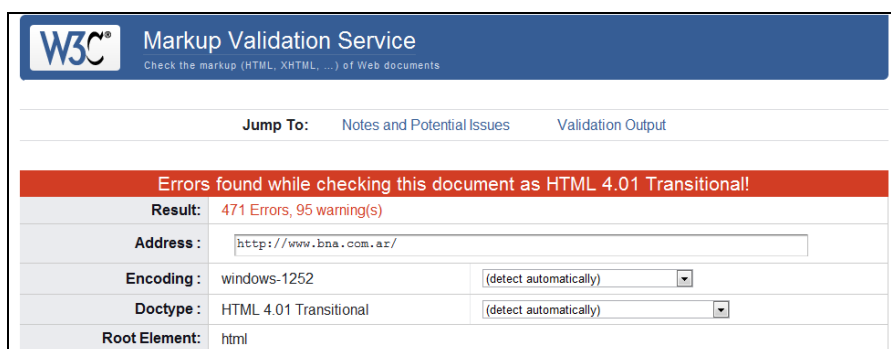 W3C® Markup Validation Service
Check the markup (HTML, XHTML, ...) of Web documents
Jump To: Notes and Potential Issues Validation Output
Errors found while checking this document as HTML 4.01 Transitional!
Result: 471 Errors, 95 warning(s)
Address : http://www.bna.com.ar/
Encoding : windows-1252 (detect automatically)
Doctype : HTML 4.01 Transitional (detect automatically)
Root Element: html